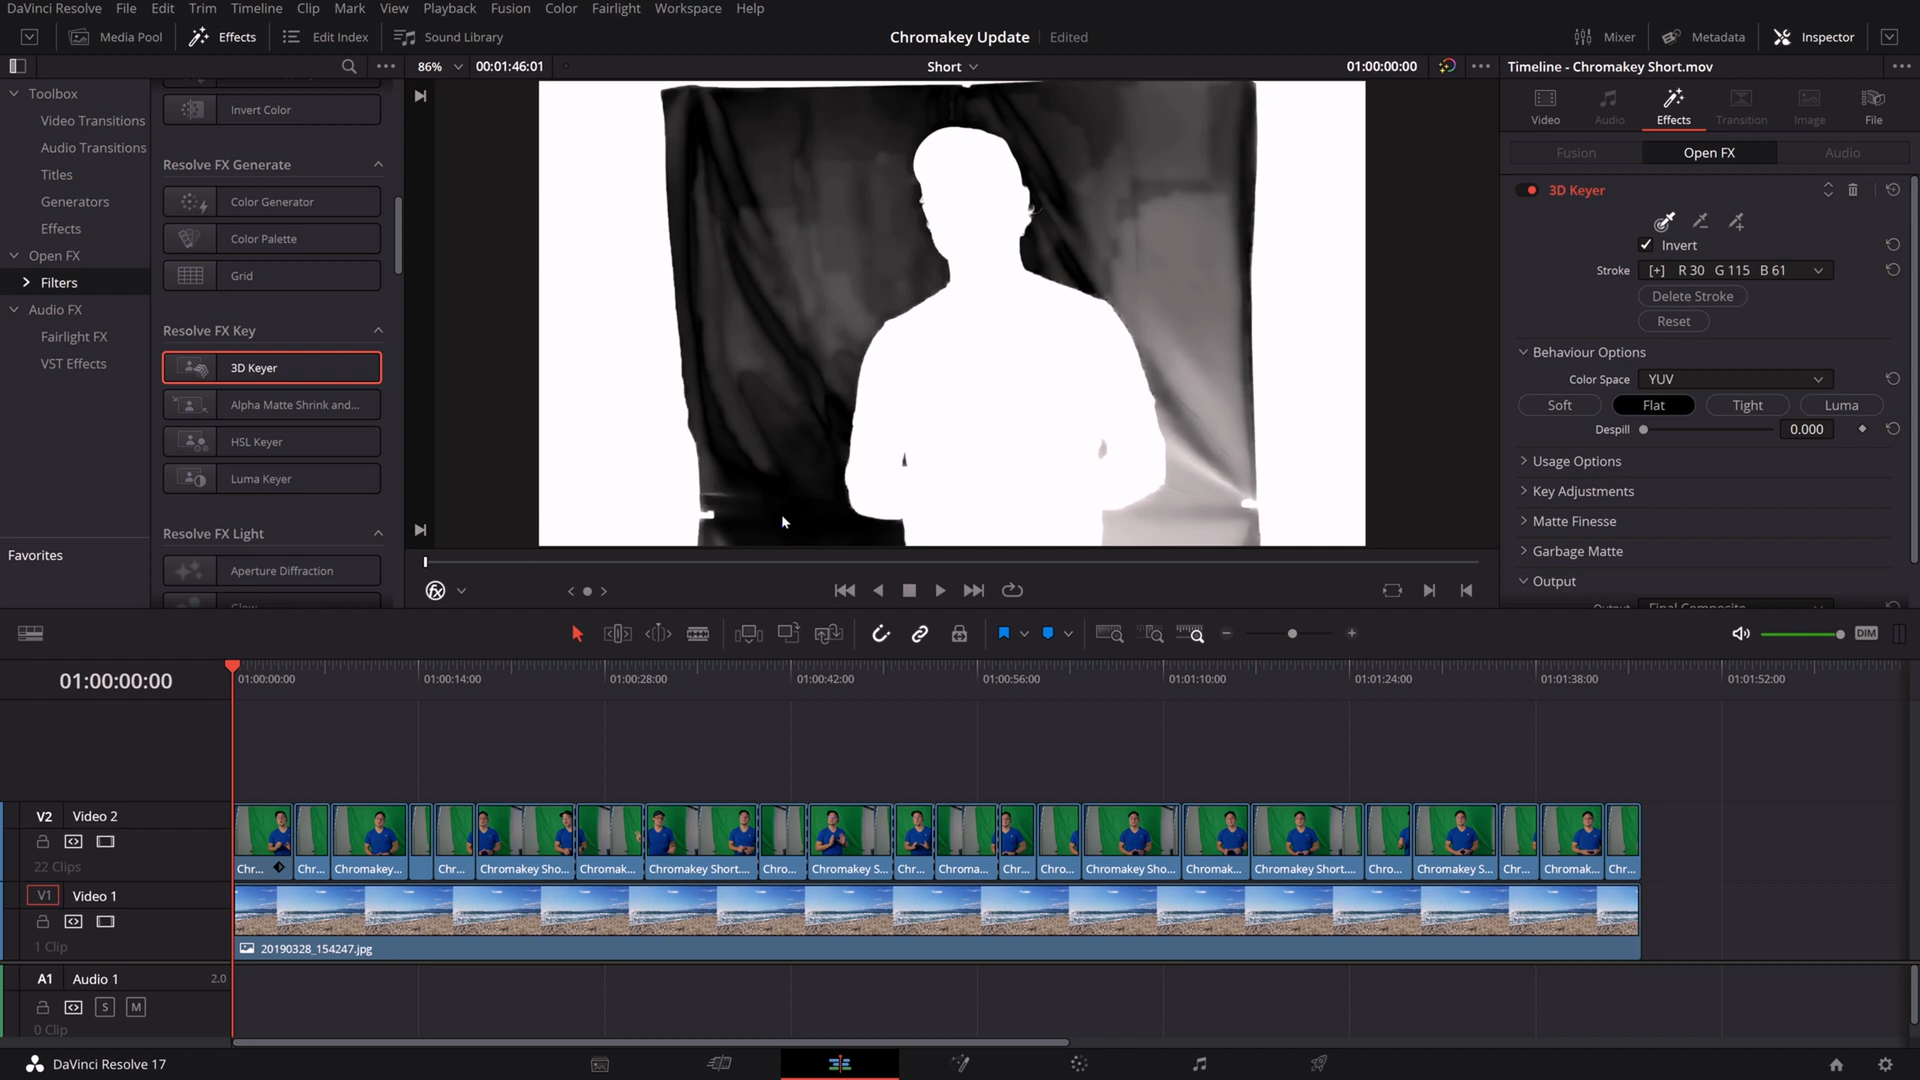 DaVinci Resolve File Edit Trim Timeline Clip Mark View Playback Fusion Color Fairlight Workspace Help
Media Pool Effects Edit Index Sound Library Chromakey Update Edited Mixer Metadata Inspector
86% 00:01:46:01 Short 01:00:00:00 Timeline - Chromakey Short.mov
Toolbox
Video Transitions
Audio Transitions
Titles
Generators
Effects
Open FX
Filters
Audio FX
Fairlight FX
VST Effects
Favorites
Invert Color
Resolve FX Generate
Color Generator
Color Palette
Grid
Resolve FX Key
3D Keyer
Alpha Matte Shrink and...
HSL Keyer
Luma Keyer
Resolve FX Light
Aperture Diffraction
Video Audio Effects Transition Image File
Fusion Open FX Audio
3D Keyer
Invert
Stroke [+] R 30 G 115 B 61
Delete Stroke
Reset
Behaviour Options
Color Space YUV
Soft Flat Tight Luma
Despill 0.000
Usage Options
Key Adjustments
Matte Finesse
Garbage Matte
Output
Output Final Composite
fx
DIM
01:00:00:00
01:00:00:00 01:00:14:00 01:00:28:00 01:00:42:00 01:00:56:00 01:01:10:00 01:01:24:00 01:01:38:00 01:01:52:00
V2 Video 2
22 Clips
Chr... Chr... Chromakey... Chr... Chromakey Sho... Chromak... Chromakey Short... Chro... Chromakey S... Chr... Chroma... Chr... Chro... Chromakey Sho... Chromak... Chromakey Short... Chro... Chromakey S... Chr... Chromak... Chr...
V1 Video 1
1 Clip
20190328_154247.jpg
A1 Audio 1 2.0
S M
0 Clip
DaVinci Resolve 17